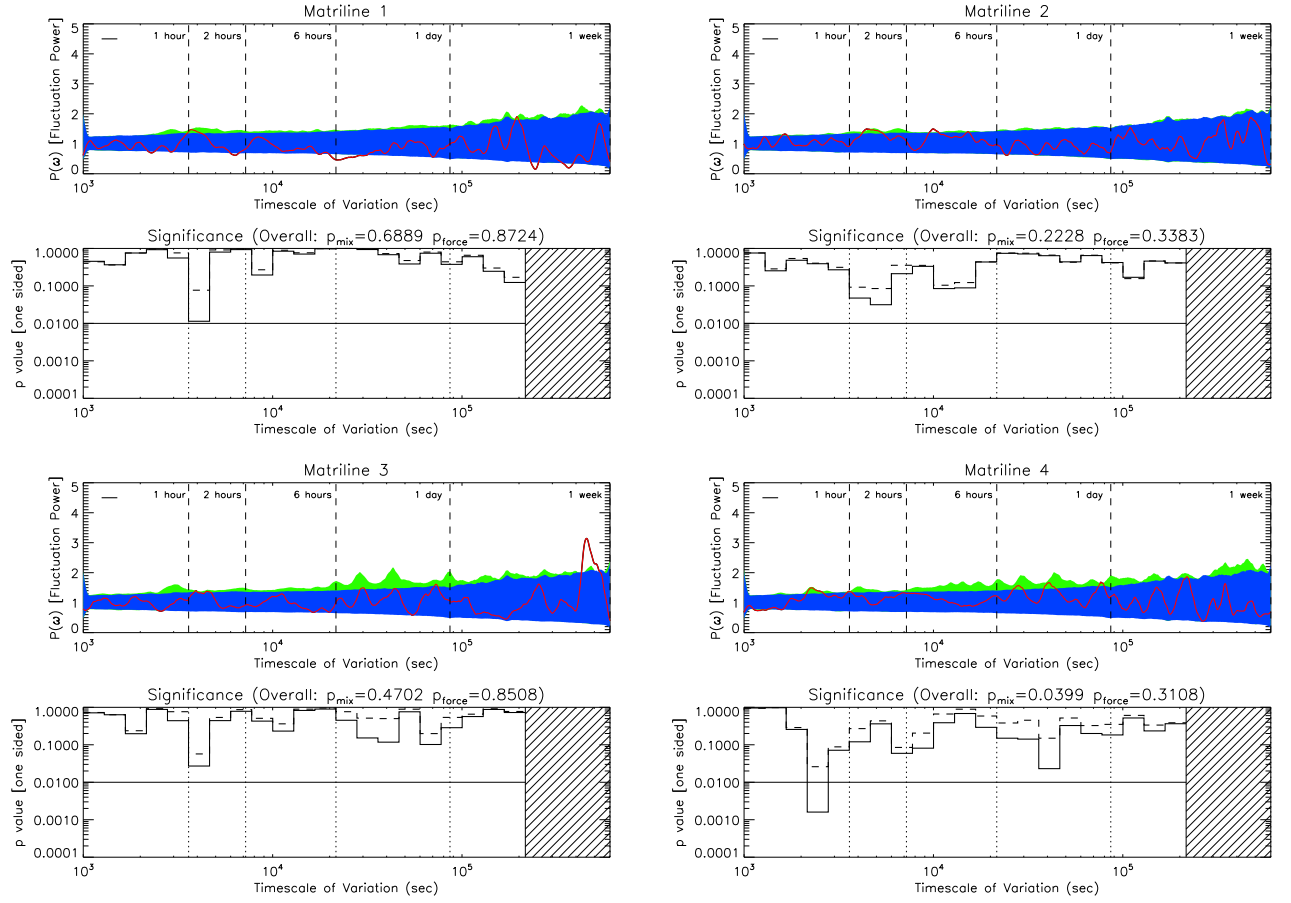 Matriline 1
P(ω) [Fluctuation Power]
5
4
3
2
1
0
1 hour 2 hours 6 hours 1 day 1 week
10³ 10⁴ 10⁵
Timescale of Variation (sec)
Significance (Overall: pmix=0.6889 pforce=0.8724)
p value [one sided]
1.0000
0.1000
0.0100
0.0010
0.0001
10³ 10⁴ 10⁵
Timescale of Variation (sec)
Matriline 2
P(ω) [Fluctuation Power]
5
4
3
2
1
0
1 hour 2 hours 6 hours 1 day 1 week
10³ 10⁴ 10⁵
Timescale of Variation (sec)
Significance (Overall: pmix=0.2228 pforce=0.3383)
p value [one sided]
1.0000
0.1000
0.0100
0.0010
0.0001
10³ 10⁴ 10⁵
Timescale of Variation (sec)
Matriline 3
P(ω) [Fluctuation Power]
5
4
3
2
1
0
1 hour 2 hours 6 hours 1 day 1 week
10³ 10⁴ 10⁵
Timescale of Variation (sec)
Significance (Overall: pmix=0.4702 pforce=0.8508)
p value [one sided]
1.0000
0.1000
0.0100
0.0010
0.0001
10³ 10⁴ 10⁵
Timescale of Variation (sec)
Matriline 4
P(ω) [Fluctuation Power]
5
4
3
2
1
0
1 hour 2 hours 6 hours 1 day 1 week
10³ 10⁴ 10⁵
Timescale of Variation (sec)
Significance (Overall: pmix=0.0399 pforce=0.3108)
p value [one sided]
1.0000
0.1000
0.0100
0.0010
0.0001
10³ 10⁴ 10⁵
Timescale of Variation (sec)